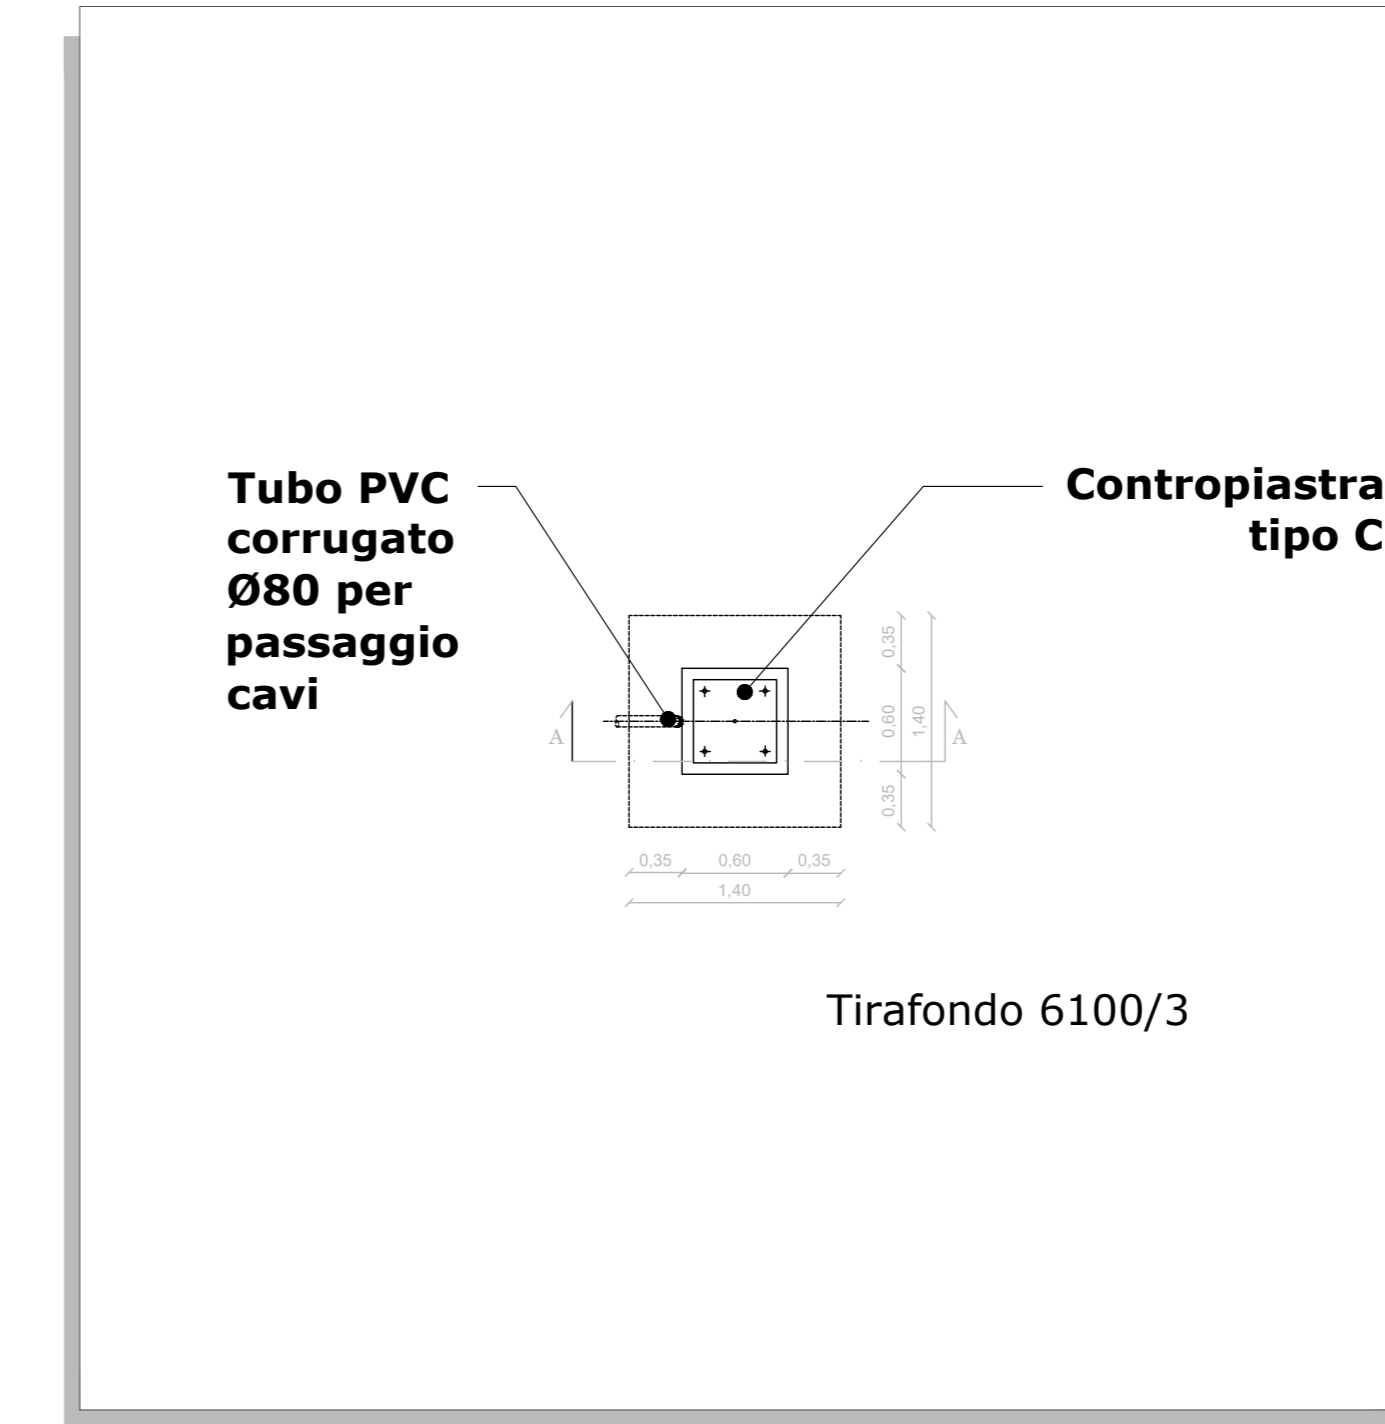 Tubo PVC
corrugato
Ø80 per
passaggio
cavi
Contropiastra
tipo C
0,35
0,60
1,40
0,35
A
A
0,35
0,60
0,35
1,40
Tirafondo 6100/3